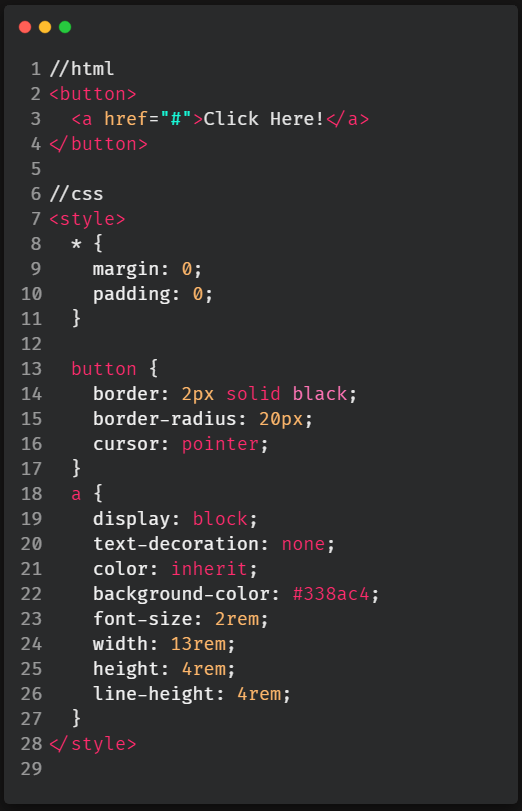 1 //html
2 <button>
3   <a href="#">Click Here!</a>
4 </button>
5
6 //css
7 <style>
8   * {
9     margin: 0;
10     padding: 0;
11   }
12
13   button {
14     border: 2px solid black;
15     border-radius: 20px;
16     cursor: pointer;
17   }
18   a {
19     display: block;
20     text-decoration: none;
21     color: inherit;
22     background-color: #338ac4;
23     font-size: 2rem;
24     width: 13rem;
25     height: 4rem;
26     line-height: 4rem;
27   }
28 </style>
29